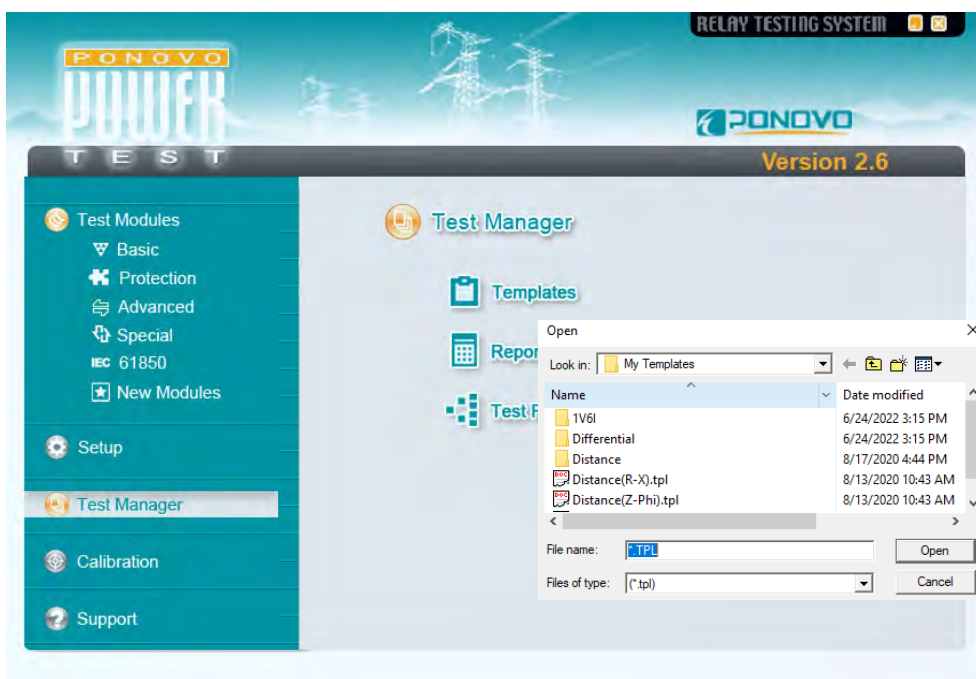 RELAY TESTING SYSTEM
PONOVO
POWER
TEST
PONOVO
Version 2.6
Test Modules
Basic
Protection
Advanced
Special
IEC 61850
New Modules
Setup
Test Manager
Calibration
Support
Test Manager
Templates
Repor
Test
Open
Look in: My Templates
Name Date modified
1V6I 6/24/2022 3:15 PM
Differential 6/24/2022 3:15 PM
Distance 8/17/2020 4:44 PM
Distance(R-X).tpl 8/13/2020 10:43 AM
Distance(Z-Phi).tpl 8/13/2020 10:43 AM
File name: *.TPL Open
Files of type: (*.tpl) Cancel